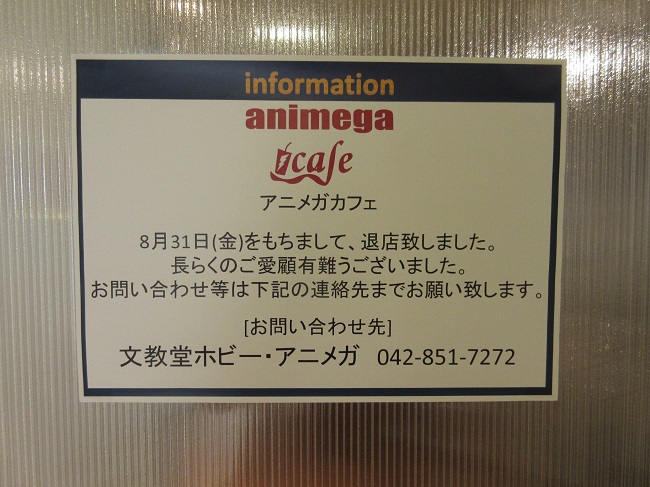 information
animega
cafe
アニメガカフェ
8月31日(金)をもちまして、退店致しました。
長らくのご愛顧有難うございました。
お問い合わせ等は下記の連絡先までお願い致します。
[お問い合わせ先]
文教堂ホビー・アニメガ 042-851-7272